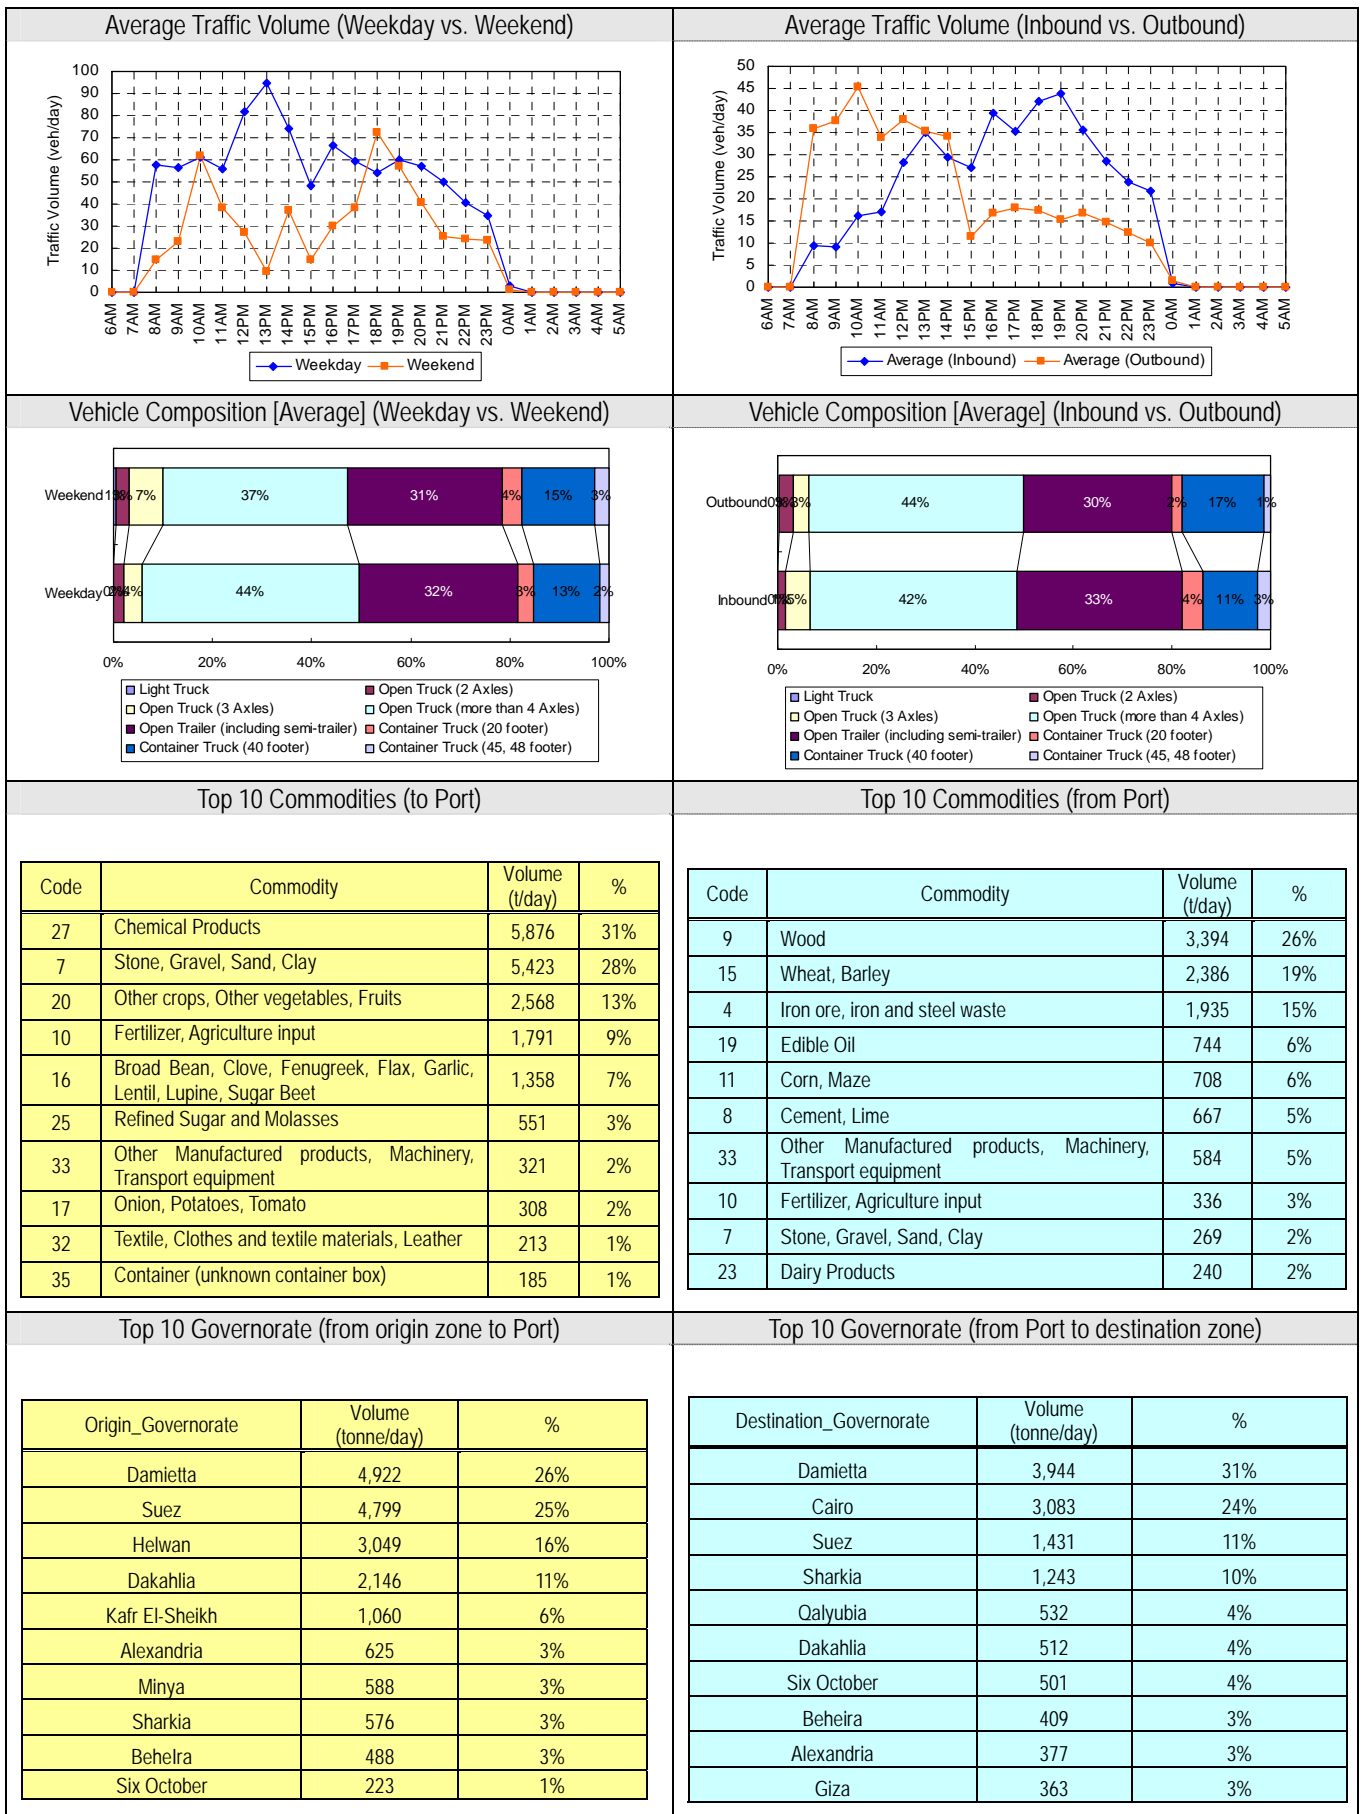 Average Traffic Volume (Weekday vs. Weekend)
Traffic Volume (veh/day)
100
90
80
70
60
50
40
30
20
10
0
6AM 7AM 8AM 9AM 10AM 11AM 12PM 13PM 14PM 15PM 16PM 17PM 18PM 19PM 20PM 21PM 22PM 23PM 0AM 1AM 2AM 3AM 4AM 5AM
Weekday Weekend
Average Traffic Volume (Inbound vs. Outbound)
Traffic Volume (veh/day)
50
45
40
35
30
25
20
15
10
5
0
6AM 7AM 8AM 9AM 10AM 11AM 12PM 13PM 14PM 15PM 16PM 17PM 18PM 19PM 20PM 21PM 22PM 23PM 0AM 1AM 2AM 3AM 4AM 5AM
Average (Inbound) Average (Outbound)
Vehicle Composition [Average] (Weekday vs. Weekend)
Weekend 1% 3% 7% 37% 31% 4% 15% 3%
Weekday 0% 2% 4% 44% 32% 3% 13% 2%
0% 20% 40% 60% 80% 100%
Light Truck Open Truck (2 Axles)
Open Truck (3 Axles) Open Truck (more than 4 Axles)
Open Trailer (including semi-trailer) Container Truck (20 footer)
Container Truck (40 footer) Container Truck (45, 48 footer)
Vehicle Composition [Average] (Inbound vs. Outbound)
Outbound 0% 3% 3% 44% 30% 2% 17% 1%
Inbound 0% 1% 5% 42% 33% 4% 11% 3%
0% 20% 40% 60% 80% 100%
Light Truck Open Truck (2 Axles)
Open Truck (3 Axles) Open Truck (more than 4 Axles)
Open Trailer (including semi-trailer) Container Truck (20 footer)
Container Truck (40 footer) Container Truck (45, 48 footer)
Top 10 Commodities (to Port)
Code Commodity Volume (t/day) %
27 Chemical Products 5,876 31%
7 Stone, Gravel, Sand, Clay 5,423 28%
20 Other crops, Other vegetables, Fruits 2,568 13%
10 Fertilizer, Agriculture input 1,791 9%
16 Broad Bean, Clove, Fenugreek, Flax, Garlic, Lentil, Lupine, Sugar Beet 1,358 7%
25 Refined Sugar and Molasses 551 3%
33 Other Manufactured products, Machinery, Transport equipment 321 2%
17 Onion, Potatoes, Tomato 308 2%
32 Textile, Clothes and textile materials, Leather 213 1%
35 Container (unknown container box) 185 1%
Top 10 Commodities (from Port)
Code Commodity Volume (t/day) %
9 Wood 3,394 26%
15 Wheat, Barley 2,386 19%
4 Iron ore, iron and steel waste 1,935 15%
19 Edible Oil 744 6%
11 Corn, Maze 708 6%
8 Cement, Lime 667 5%
33 Other Manufactured products, Machinery, Transport equipment 584 5%
10 Fertilizer, Agriculture input 336 3%
7 Stone, Gravel, Sand, Clay 269 2%
23 Dairy Products 240 2%
Top 10 Governorate (from origin zone to Port)
Origin_Governorate Volume (tonne/day) %
Damietta 4,922 26%
Suez 4,799 25%
Helwan 3,049 16%
Dakahlia 2,146 11%
Kafr El-Sheikh 1,060 6%
Alexandria 625 3%
Minya 588 3%
Sharkia 576 3%
Behelra 488 3%
Six October 223 1%
Top 10 Governorate (from Port to destination zone)
Destination_Governorate Volume (tonne/day) %
Damietta 3,944 31%
Cairo 3,083 24%
Suez 1,431 11%
Sharkia 1,243 10%
Qalyubia 532 4%
Dakahlia 512 4%
Six October 501 4%
Beheira 409 3%
Alexandria 377 3%
Giza 363 3%